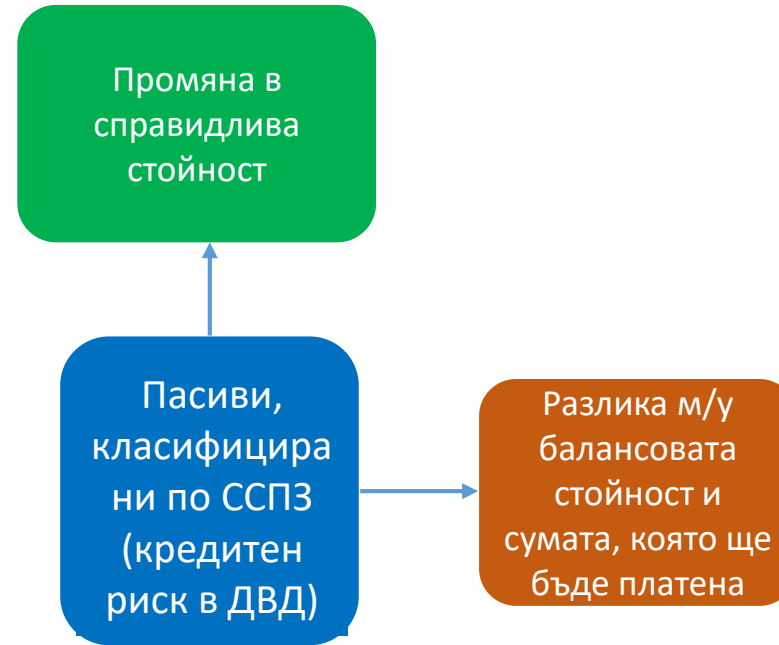 Промяна в
справидлива
стойност
Пасиви,
класифицира
ни по ССПЗ
(кредитен
риск в ДВД)
Разлика м/у
балансовата
стойност и
сумата, която ще
бъде платена